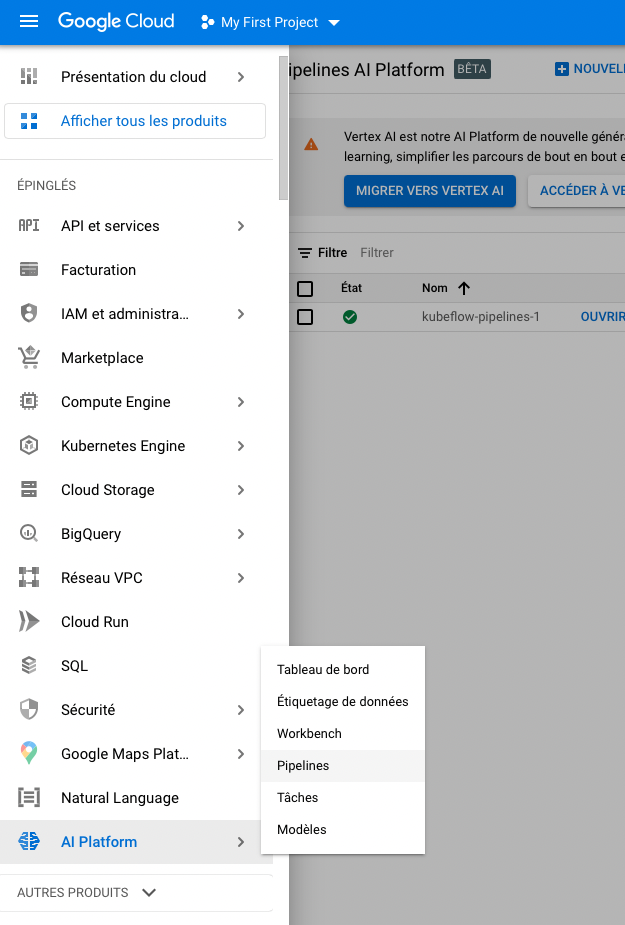 Google Cloud
My First Project
Présentation du cloud
Afficher tous les produits
ÉPINGLÉS
API
API et services
Facturation
IAM et administra...
Marketplace
Compute Engine
Kubernetes Engine
Cloud Storage
BigQuery
Réseau VPC
Cloud Run
SQL
Sécurité
Google Maps Plat...
Natural Language
AI Platform
AUTRES PRODUITS
Tableau de bord
Étiquetage de données
Workbench
Pipelines
Tâches
Modèles
ipelines AI Platform BÊTA NOUVEL
Vertex AI est notre AI Platform de nouvelle génér
learning, simplifier les parcours de bout en bout e
MIGRER VERS VERTEX AI ACCÉDER À VE
Filtre Filtrer
État Nom
kubeflow-pipelines-1 OUVRIR